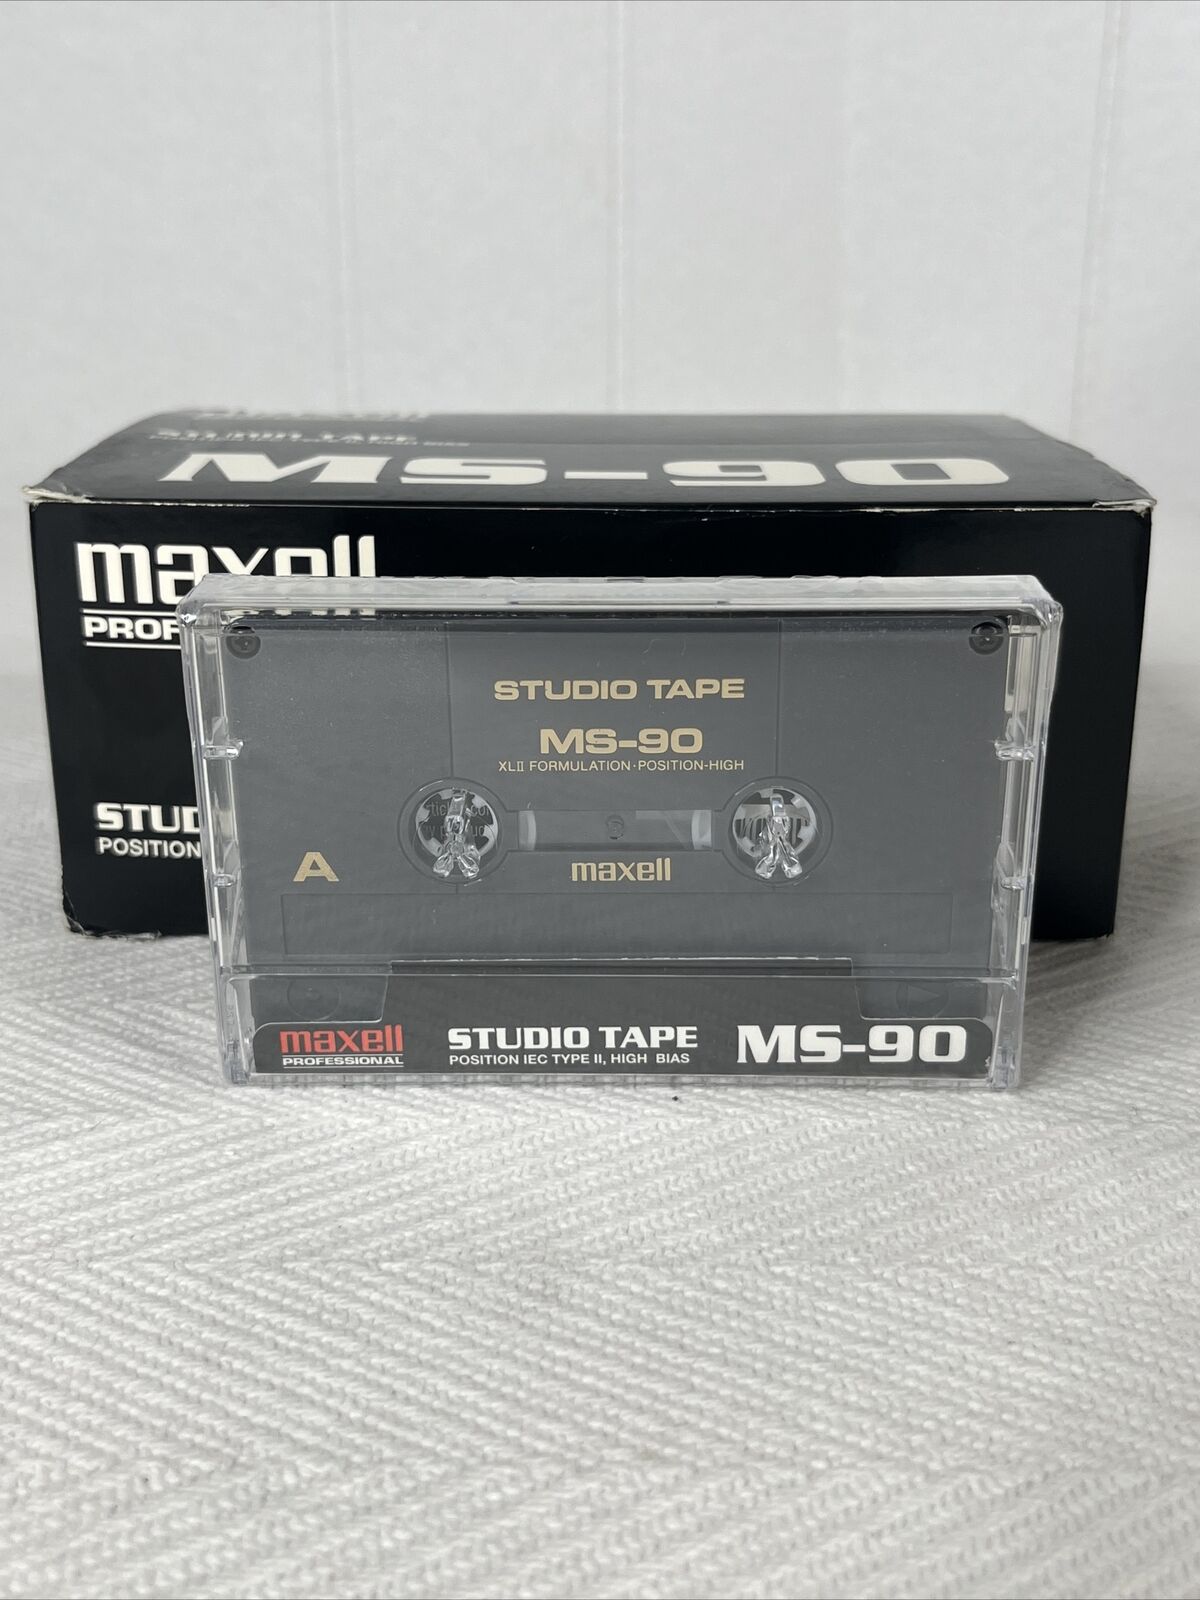 STUDIO TAPE
MS-90
maxell
PROF
STUD
POSITION
STUDIO TAPE
MS-90
XLII FORMULATION·POSITION-HIGH
A
maxell
maxell
PROFESSIONAL
STUDIO TAPE
POSITION IEC TYPE II, HIGH BIAS
MS-90